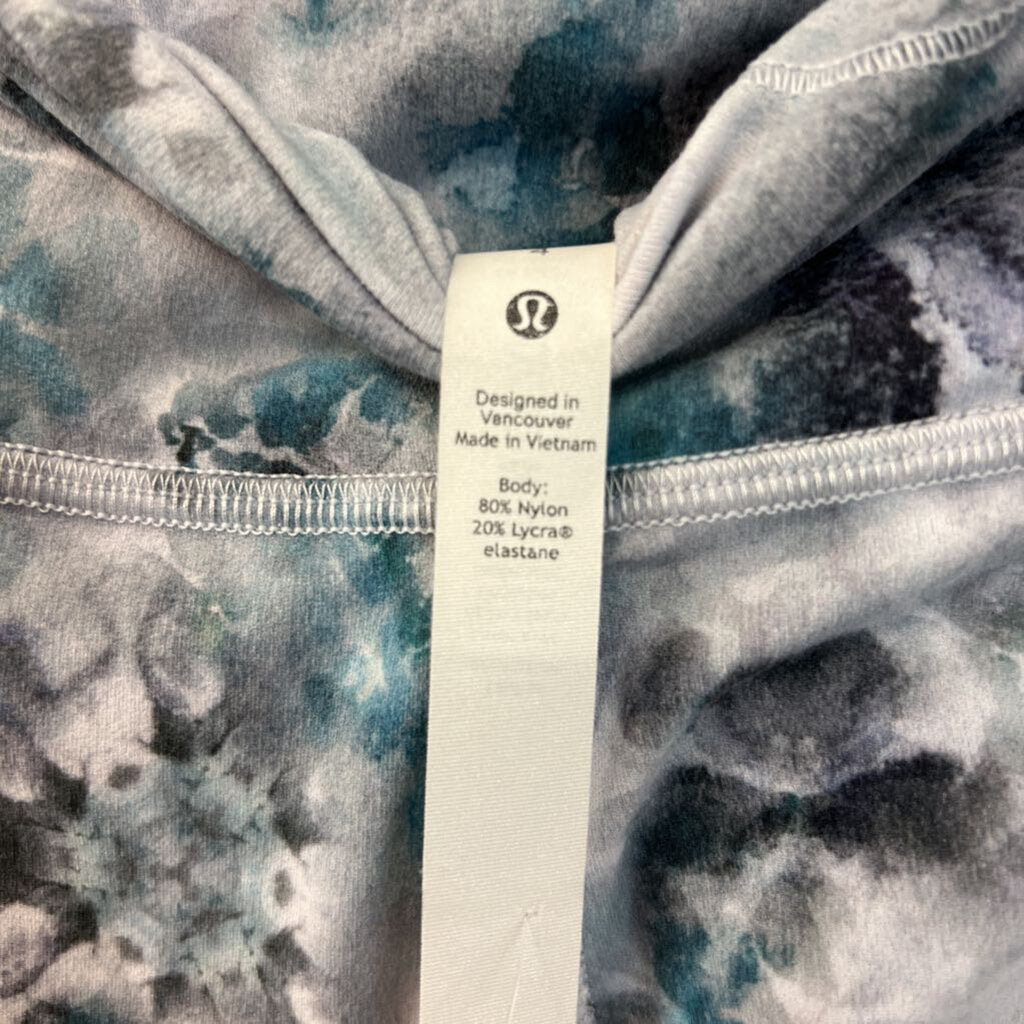 Designed in
Vancouver
Made in Vietnam
Body:
80% Nylon
20% Lycra®
elastane